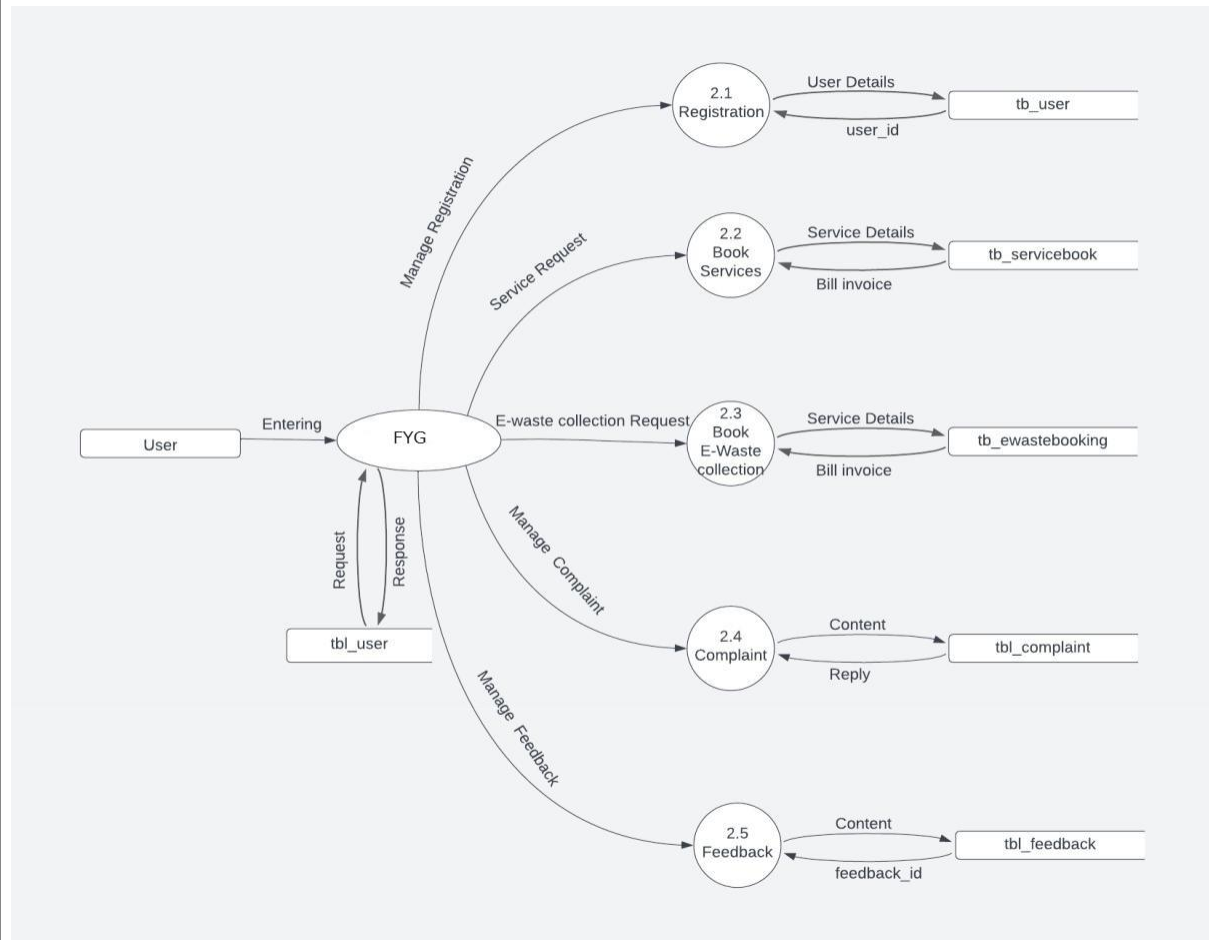 2.1
Registration
User Details
tb_user
user_id
Manage Registration
2.2
Book
Services
Service Details
tb_servicebook
Bill invoice
Service Request
User
Entering
FYG
E-waste collection Request
2.3
Book
E-Waste
collection
Service Details
tb_ewastebooking
Bill invoice
Request
Response
tbl_user
Manage Complaint
2.4
Complaint
Content
tbl_complaint
Reply
Manage Feedback
2.5
Feedback
Content
tbl_feedback
feedback_id